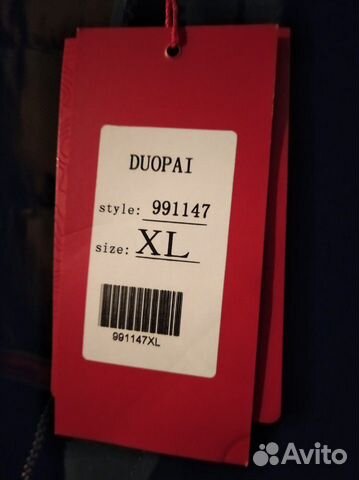 DUOPAI
style: 991147
size: XL
991147XL
Avito